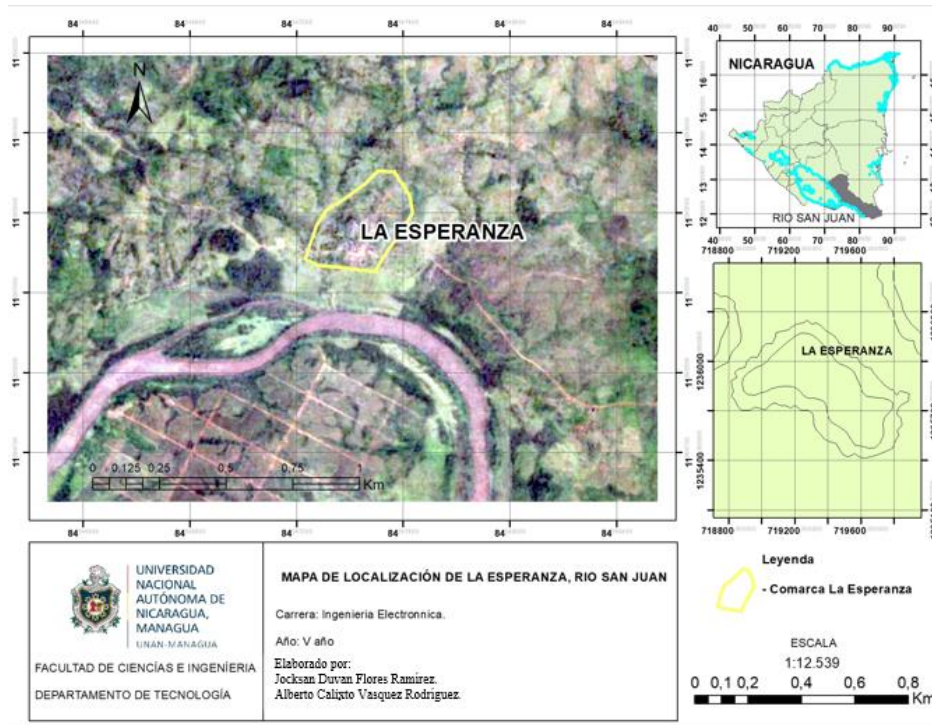 84 84 84 84 84 84
N
LA ESPERANZA
0 0.125 0.25 0.5 0.75 1
Km
11 11 11 11 11 11
84 84 84 84 84 84
40 50 60 70 80 90
NICARAGUA
16
15
14
13
12
RIO SAN JUAN
40 50 60 70 80 90
718800 719200 719600
LA ESPERANZA
1236000
1235400
718800 719200 719600
UNIVERSIDAD
NACIONAL
AUTÓNOMA DE
NICARAGUA,
MANAGUA
UNAN-MANAGUA
FACULTAD DE CIENCÍAS E INGENÍERIA
DEPARTAMENTO DE TECNOLOGÍA
MAPA DE LOCALIZACIÓN DE LA ESPERANZA, RIO SAN JUAN
Carrera: Ingenieria Electronnica.
Año: V año
Elaborado por:
Jocksan Duvan Flores Ramirez.
Alberto Calixto Vasquez Rodriguez.
Leyenda
- Comarca La Esperanza
ESCALA
1:12.539
0 0,1 0,2 0,4 0,6 0,8
Km